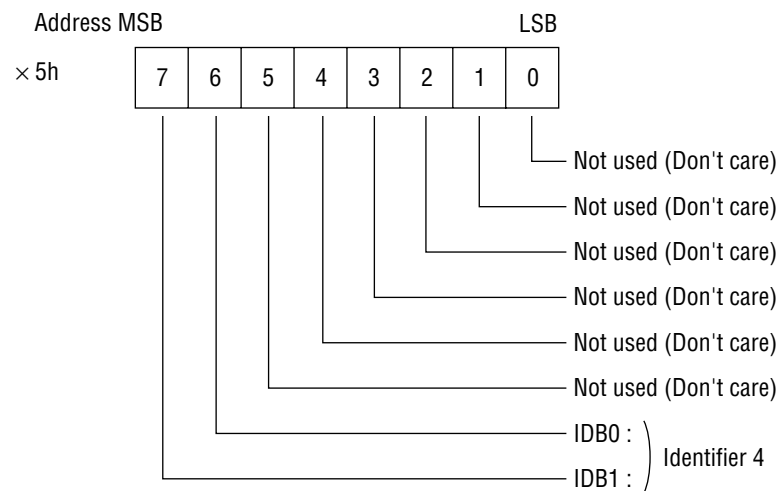 Address MSB LSB
× 5h 7 6 5 4 3 2 1 0
Not used (Don't care)
Not used (Don't care)
Not used (Don't care)
Not used (Don't care)
Not used (Don't care)
Not used (Don't care)
IDB0 :
Identifier 4
IDB1 :